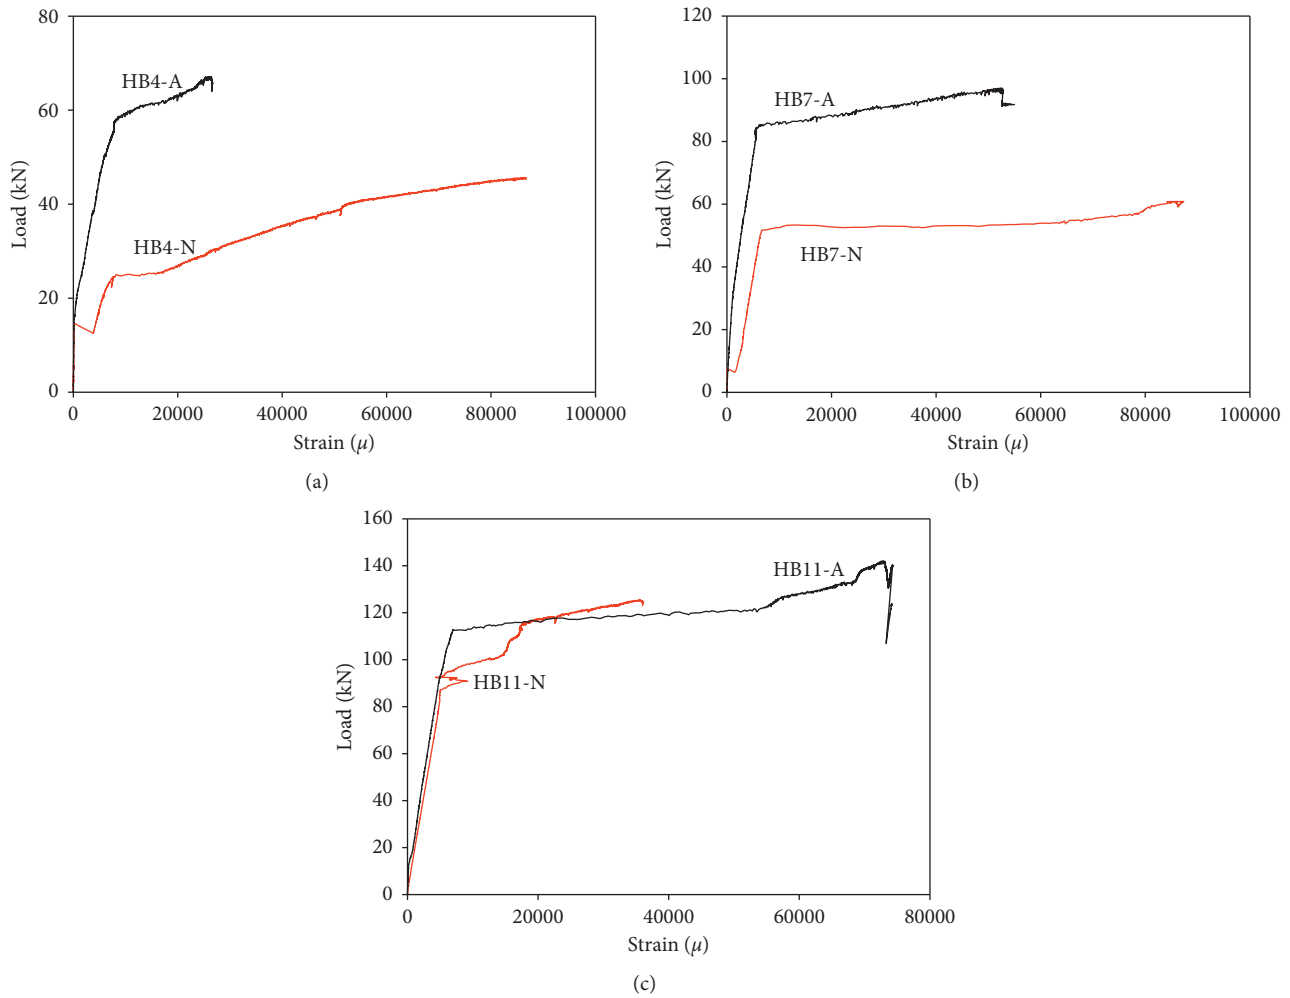 80
60
40
20
0
Load (kN)
HB4-A
HB4-N
0 20000 40000 60000 80000 100000
Strain (μ)
(a)
120
100
80
60
40
20
0
Load (kN)
HB7-A
HB7-N
0 20000 40000 60000 80000 100000
Strain (μ)
(b)
160
140
120
100
80
60
40
20
0
Load (kN)
HB11-A
HB11-N
0 20000 40000 60000 80000
Strain (μ)
(c)